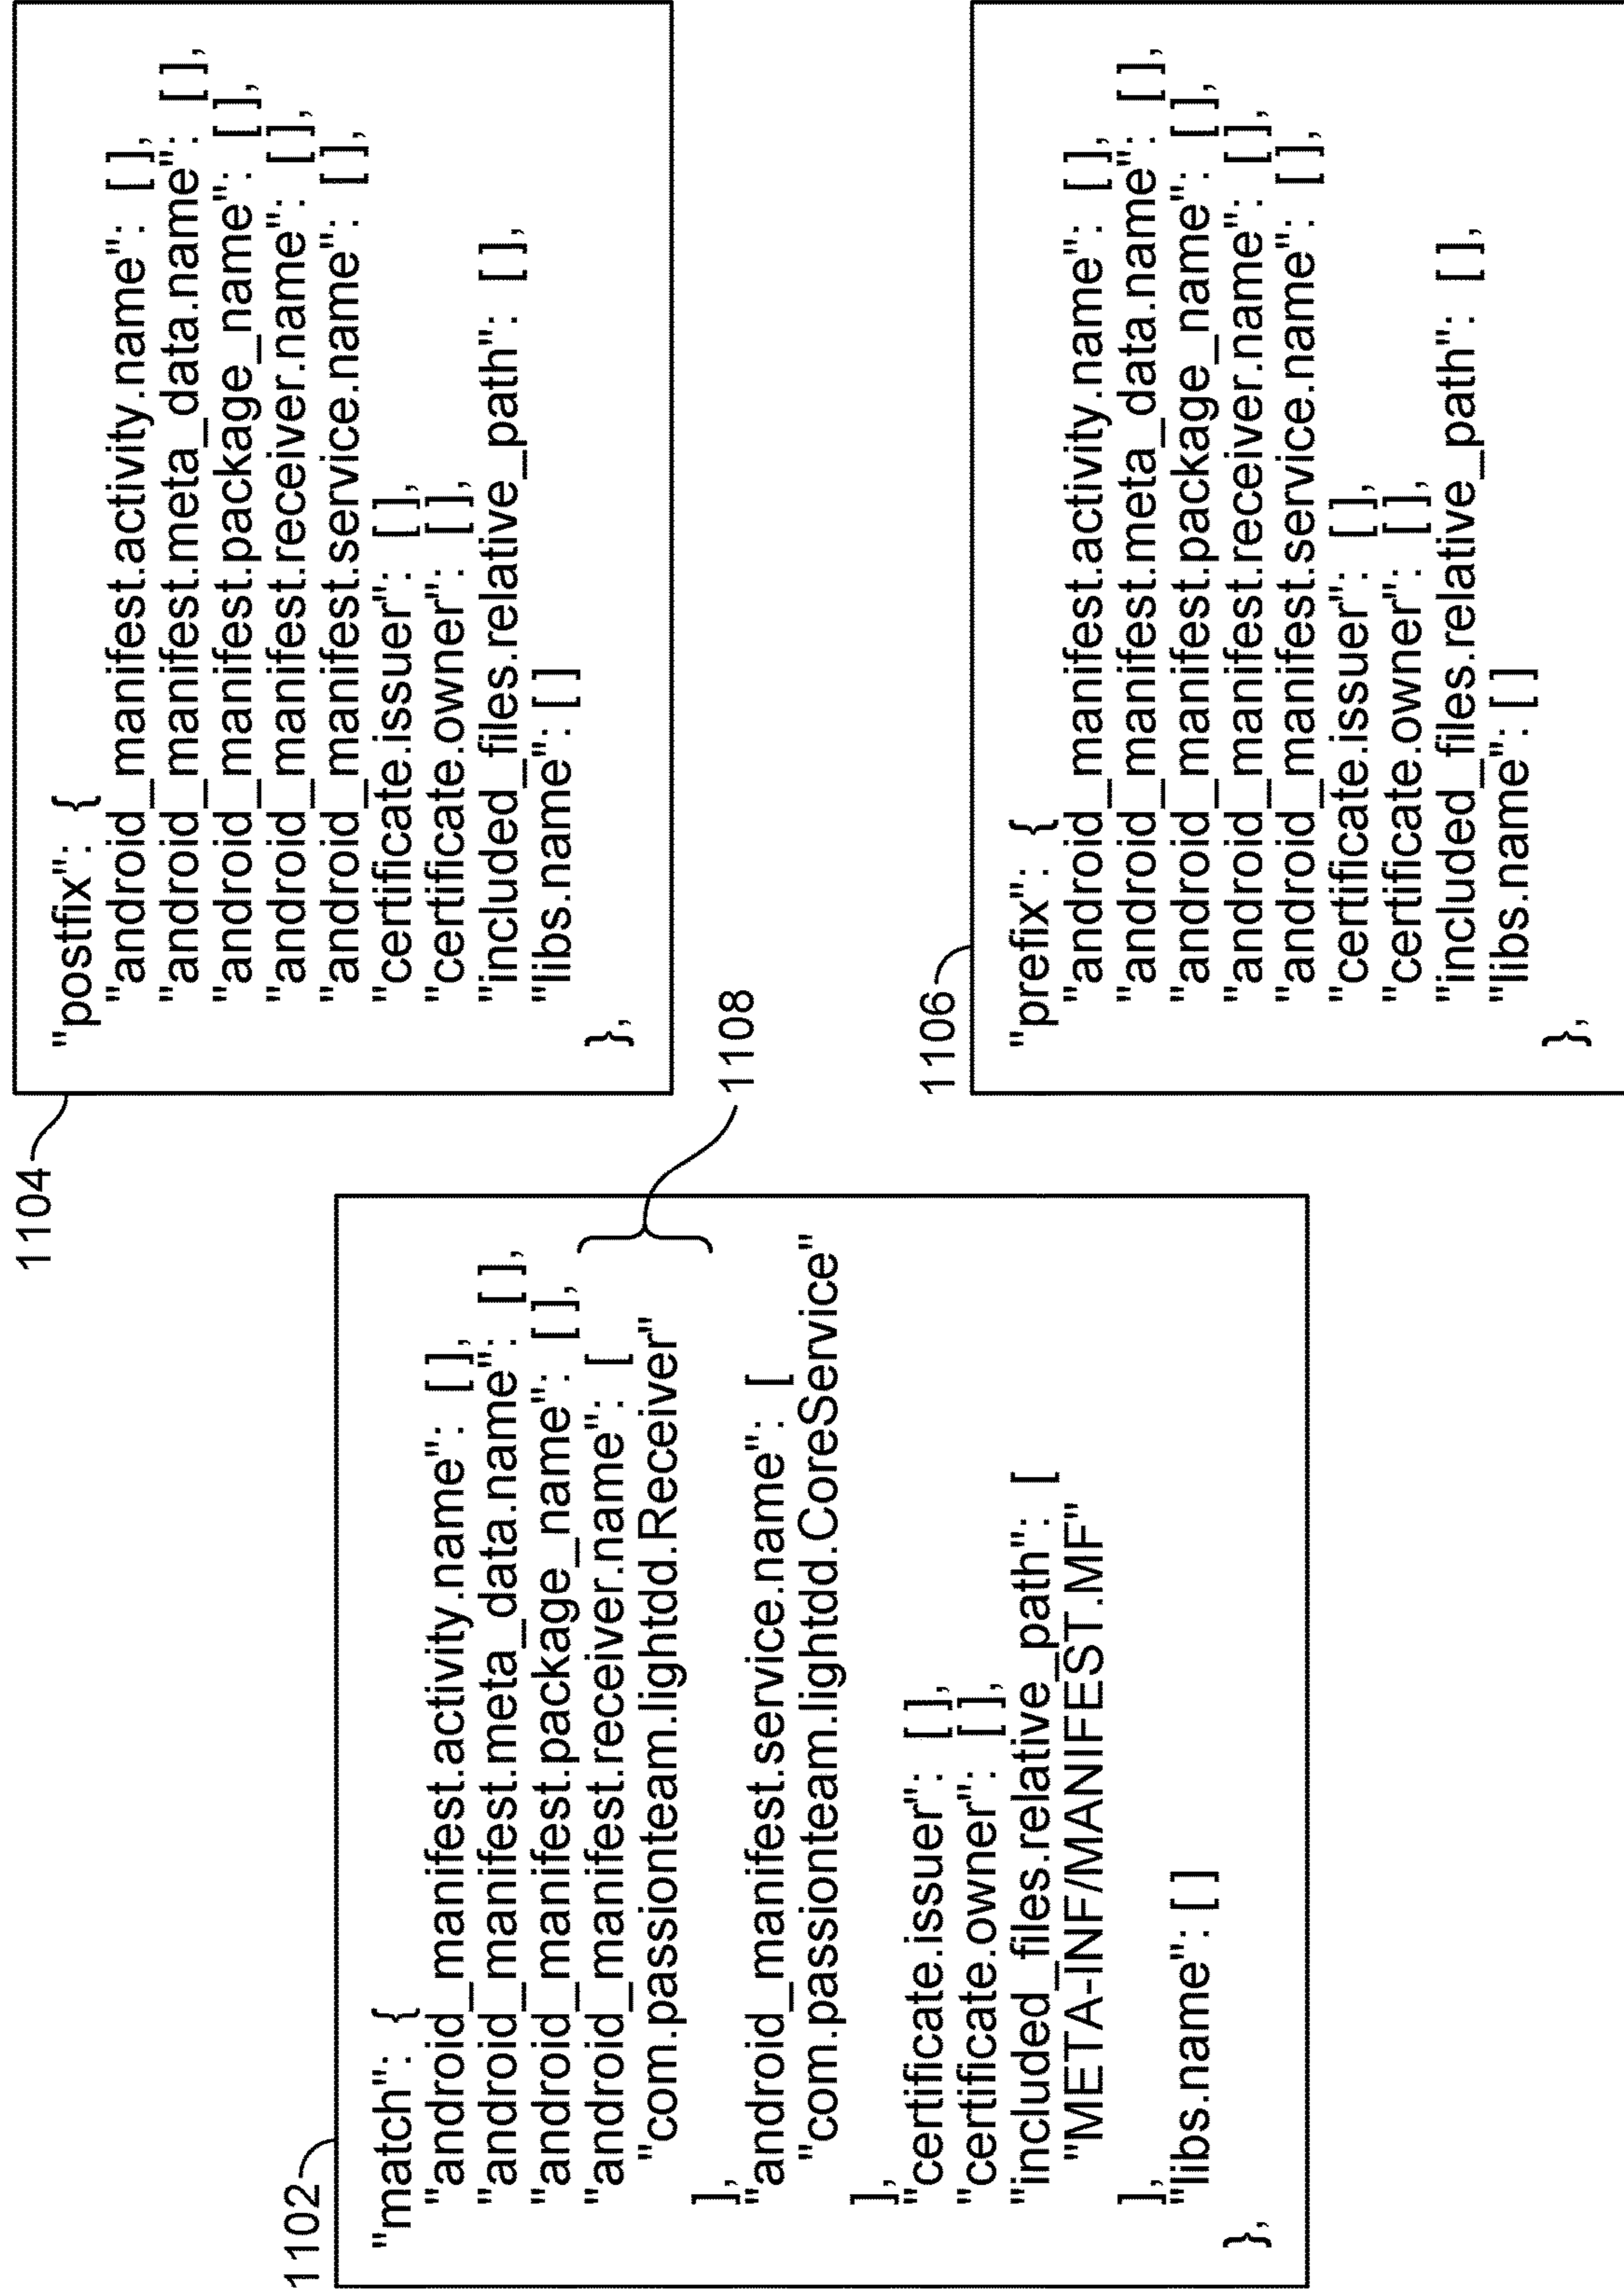 1102
"match": {
"android_manifest.activity.name": [ ],
"android_manifest.meta_data.name": [ ],
"android_manifest.package_name": [ ],
"android_manifest.receiver.name": [
"com.passionteam.lightdd.Receiver"
],
"android_manifest.service.name": [
"com.passionteam.lightdd.CoreService"
],
"certificate.issuer": [ ],
"certificate.owner": [ ],
"included_files.relative_path": [
"META-INF/MANIFEST.MF"
],
"libs.name": [ ]
},
1108
1104
"postfix": {
"android_manifest.activity.name": [ ],
"android_manifest.meta_data.name": [ ],
"android_manifest.package_name": [ ],
"android_manifest.receiver.name": [ ],
"android_manifest.service.name": [ ],
"certificate.issuer": [ ],
"certificate.owner": [ ],
"included_files.relative_path": [ ],
"libs.name": [ ]
},
1106
"prefix": {
"android_manifest.activity.name": [ ],
"android_manifest.meta_data.name": [ ],
"android_manifest.package_name": [ ],
"android_manifest.receiver.name": [ ],
"android_manifest.service.name": [ ],
"certificate.issuer": [ ],
"certificate.owner": [ ],
"included_files.relative_path": [ ],
"libs.name": [ ]
},